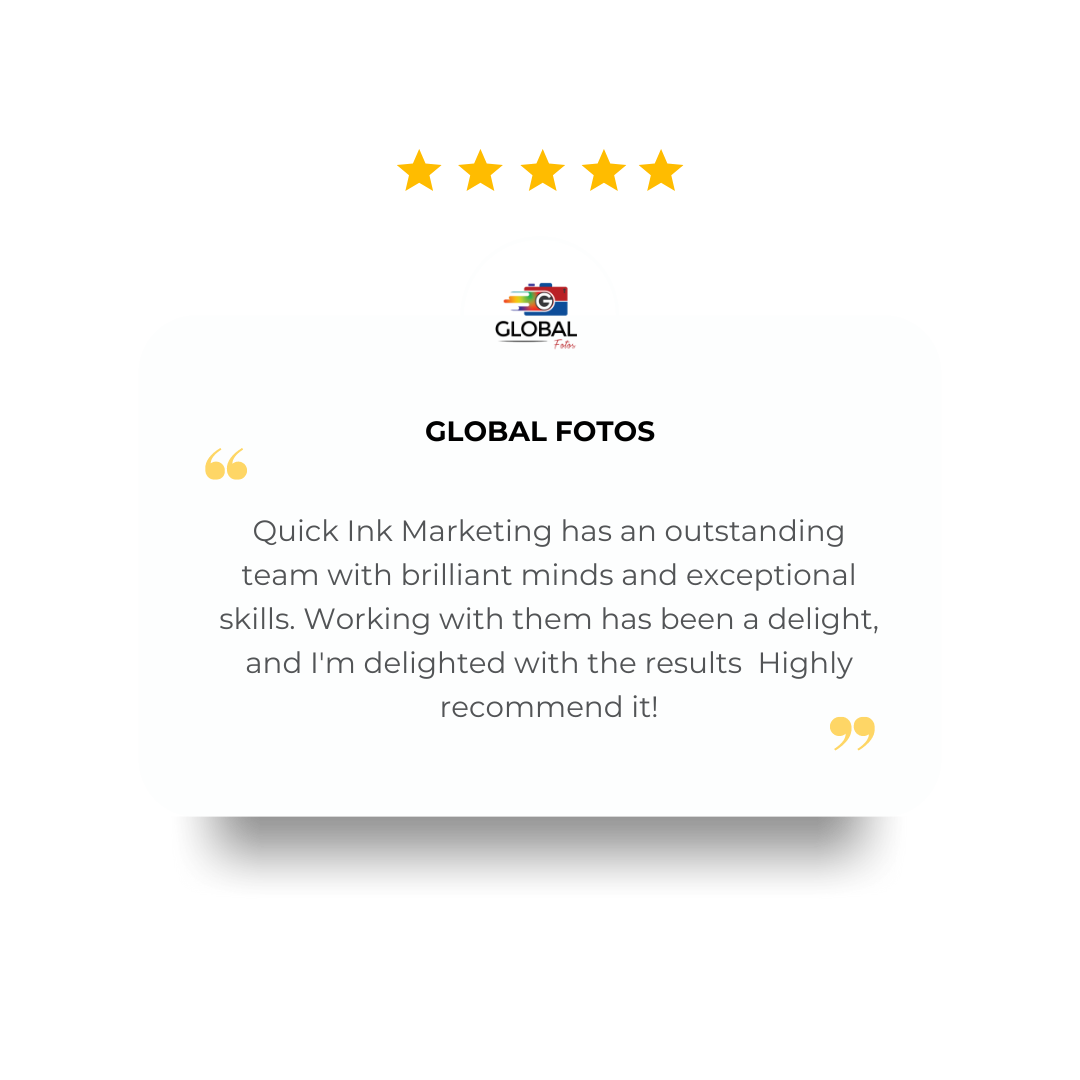 G
GLOBAL
Fotos
GLOBAL FOTOS
“
Quick Ink Marketing has an outstanding
team with brilliant minds and exceptional
skills. Working with them has been a delight,
and I'm delighted with the results  Highly
recommend it!
”